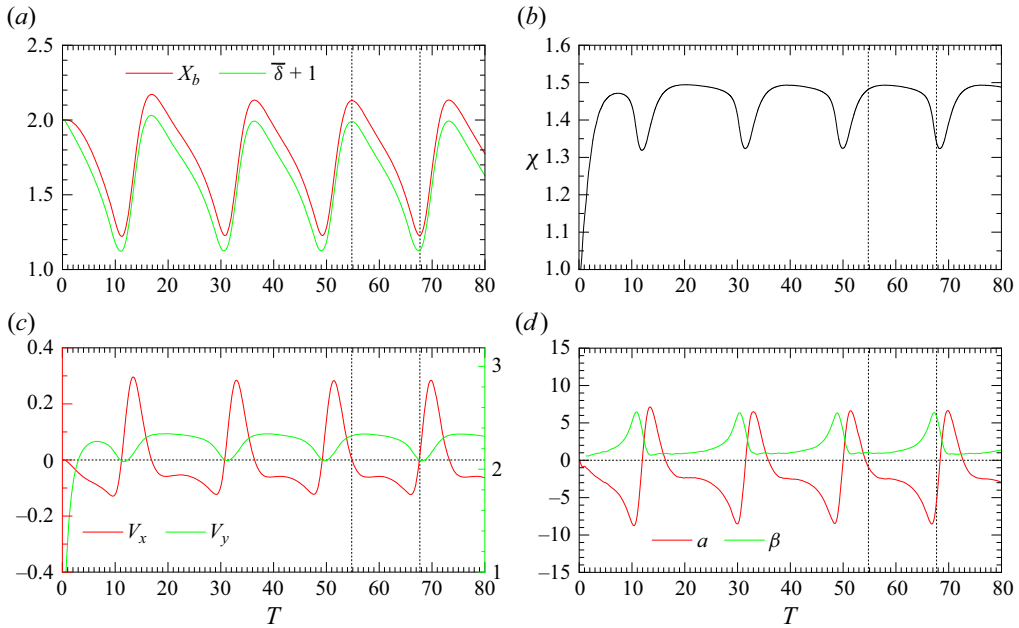 (a)
2.5
2.0
1.5
1.0
X_b
δ̅ + 1
0 10 20 30 40 50 60 70 80
(b)
1.6
1.5
1.4
χ
1.3
1.2
1.1
1.0
0 10 20 30 40 50 60 70 80
(c)
0.4
0.2
0
–0.2
–0.4
3
2
1
V_x
V_y
0 10 20 30 40 50 60 70 80
T
(d)
15
10
5
0
–5
–10
–15
a
β
0 10 20 30 40 50 60 70 80
T